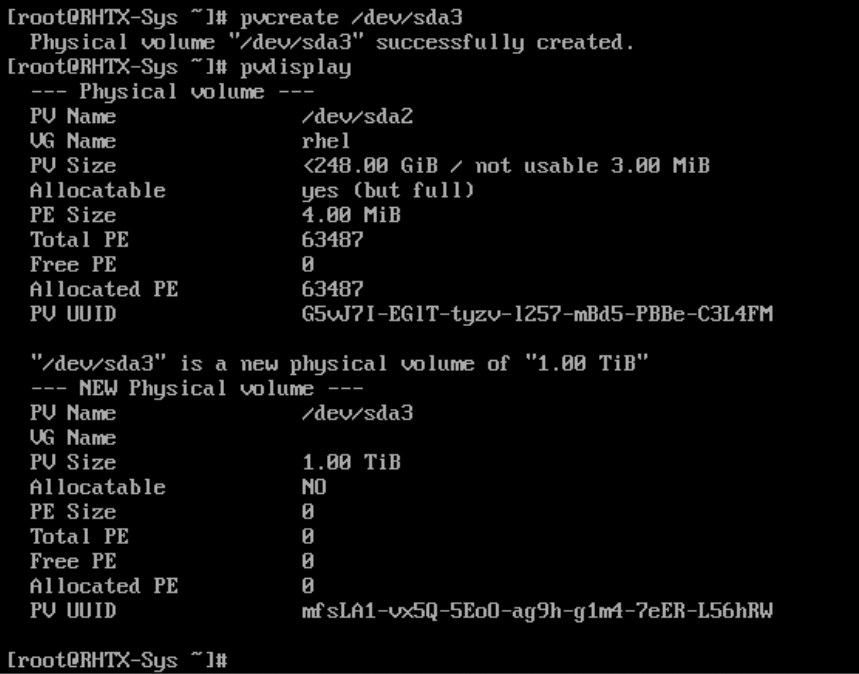 [root@RHTX-Sys ~]# pvcreate /dev/sda3
Physical volume "/dev/sda3" successfully created.
[root@RHTX-Sys ~]# pvdisplay
--- Physical volume ---
PV Name /dev/sda2
VG Name rhel
PV Size <248.00 GiB / not usable 3.00 MiB
Allocatable yes (but full)
PE Size 4.00 MiB
Total PE 63487
Free PE 0
Allocated PE 63487
PV UUID G5wJ7I-EGlT-tyzv-l257-mBd5-PBBe-C3L4FM
"/dev/sda3" is a new physical volume of "1.00 TiB"
--- NEW Physical volume ---
PV Name /dev/sda3
VG Name
PV Size 1.00 TiB
Allocatable NO
PE Size 0
Total PE 0
Free PE 0
Allocated PE 0
PV UUID mfsLA1-vx5Q-5EoO-ag9h-g1m4-7eER-L56hRW
[root@RHTX-Sys ~]#